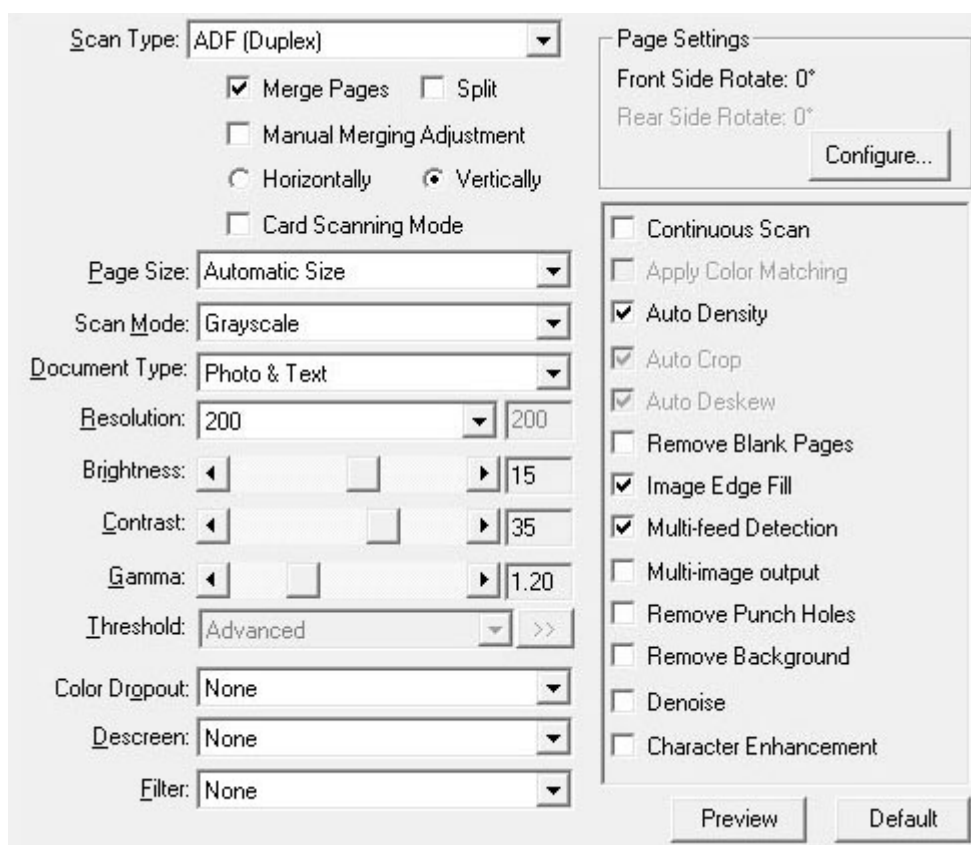 Scan Type: ADF (Duplex)
Merge Pages Split
Manual Merging Adjustment
Horizontally Vertically
Card Scanning Mode
Page Size: Automatic Size
Scan Mode: Grayscale
Document Type: Photo & Text
Resolution: 200 200
Brightness: 15
Contrast: 35
Gamma: 1.20
Threshold: Advanced >>
Color Dropout: None
Descreen: None
Filter: None
Page Settings
Front Side Rotate: 0°
Rear Side Rotate: 0°
Configure...
Continuous Scan
Apply Color Matching
Auto Density
Auto Crop
Auto Deskew
Remove Blank Pages
Image Edge Fill
Multi-feed Detection
Multi-image output
Remove Punch Holes
Remove Background
Denoise
Character Enhancement
Preview Default